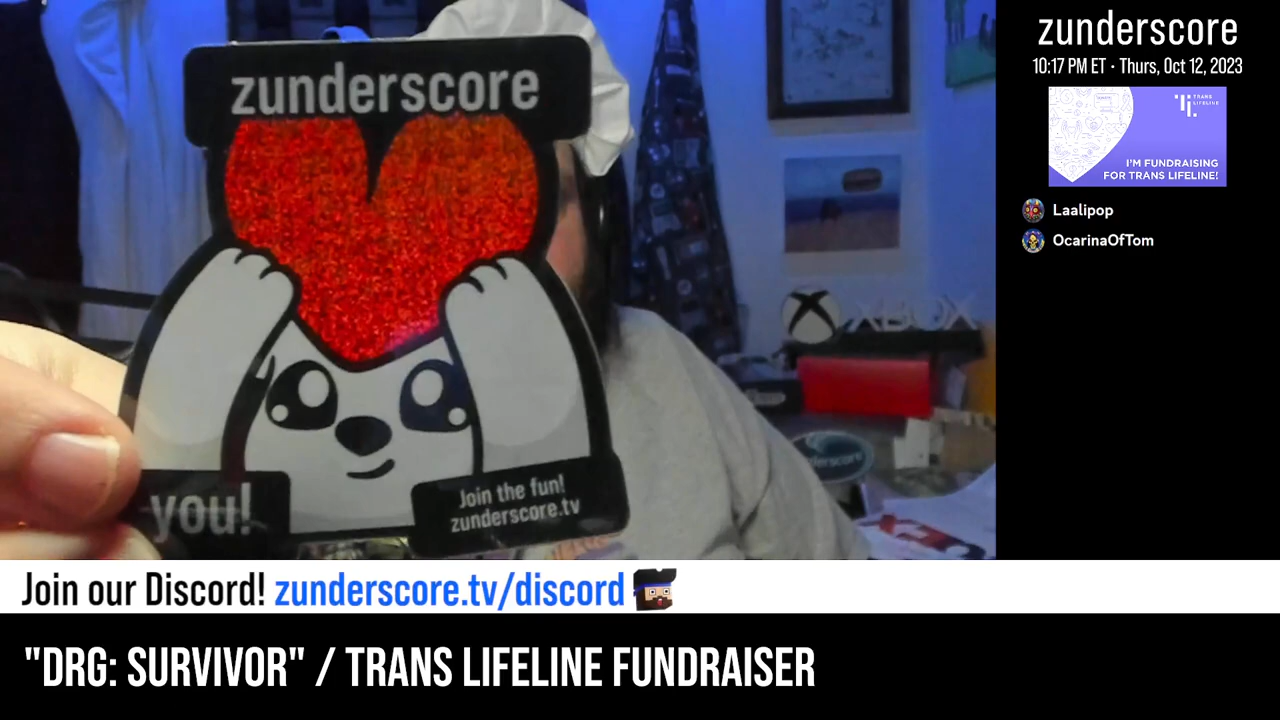 zunderscore
you!
Join the fun!
zunderscore.tv
XBOX
derscore
zunderscore
10:17 PM ET · Thurs, Oct 12, 2023
TRANS
LIFELINE
I'M FUNDRAISING
FOR TRANS LIFELINE!
Laalipop
OcarinaOfTom
Join our Discord! zunderscore.tv/discord
"DRG: SURVIVOR" / TRANS LIFELINE FUNDRAISER